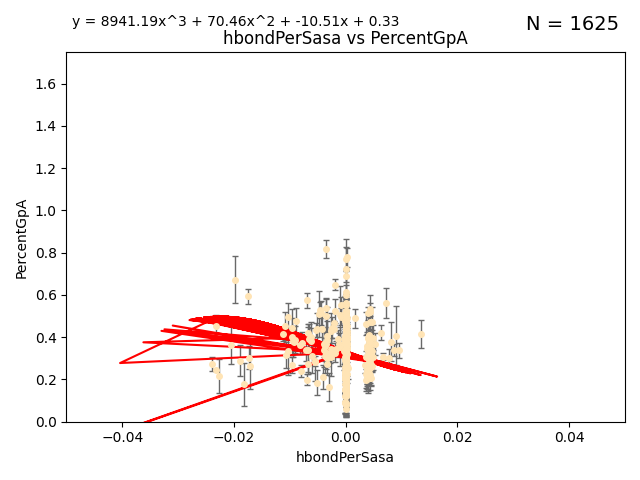 y = 8941.19x^3 + 70.46x^2 + -10.51x + 0.33
N = 1625
hbondPerSasa vs PercentGpA
PercentGpA
1.6
1.4
1.2
1.0
0.8
0.6
0.4
0.2
0.0
−0.04
−0.02
0.00
0.02
0.04
hbondPerSasa